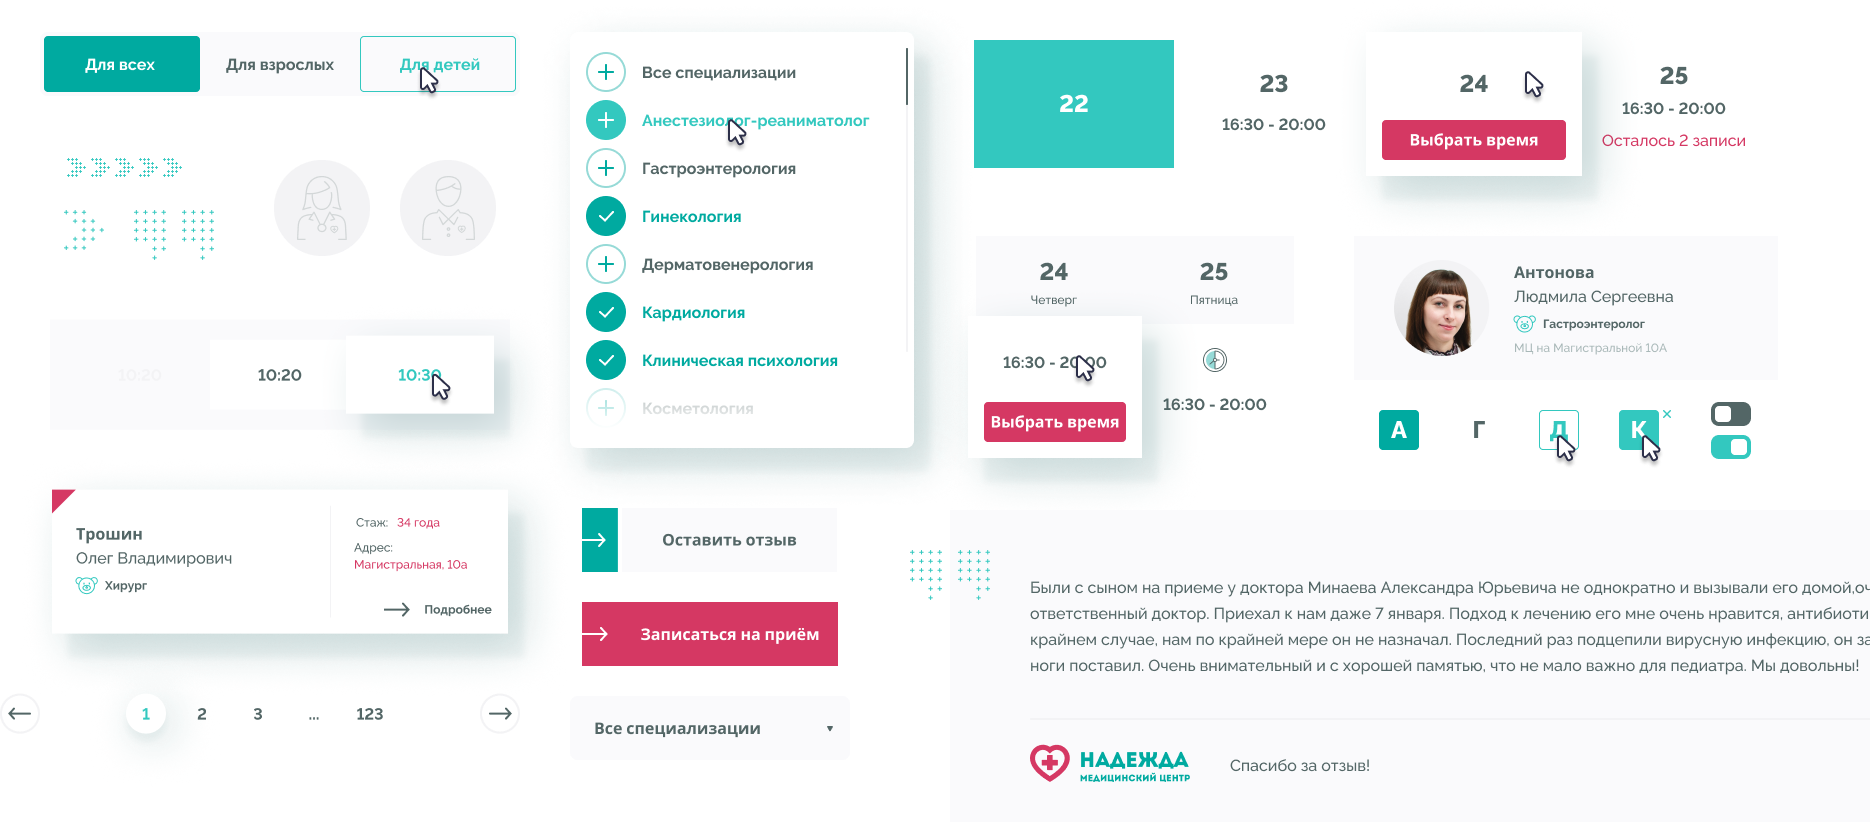 Для всех
Для взрослых
Для детей
10:20
10:20
10:30
Трошин
Олег Владимирович
Хирург
Стаж: 34 года
Адрес:
Магистральная, 10а
Подробнее
1 2 3 ... 123
Все специализации
Анестезиолог-реаниматолог
Гастроэнтерология
Гинекология
Дерматовенерология
Кардиология
Клиническая психология
Косметология
Оставить отзыв
Записаться на приём
Все специализации
22
23
16:30 - 20:00
24
Выбрать время
25
16:30 - 20:00
Осталось 2 записи
24
Четверг
25
Пятница
16:30 - 20:00
Выбрать время
16:30 - 20:00
Антонова
Людмила Сергеевна
Гастроэнтеролог
МЦ на Магистральной 10А
А Г Д К
Были с сыном на приеме у доктора Минаева Александра Юрьевича не однократно и вызывали его домой,оч
ответственный доктор. Приехал к нам даже 7 января. Подход к лечению его мне очень нравится, антибиоти
крайнем случае, нам по крайней мере он не назначал. Последний раз подцепили вирусную инфекцию, он за
ноги поставил. Очень внимательный и с хорошей памятью, что не мало важно для педиатра. Мы довольны!
НАДЕЖДА
МЕДИЦИНСКИЙ ЦЕНТР
Спасибо за отзыв!